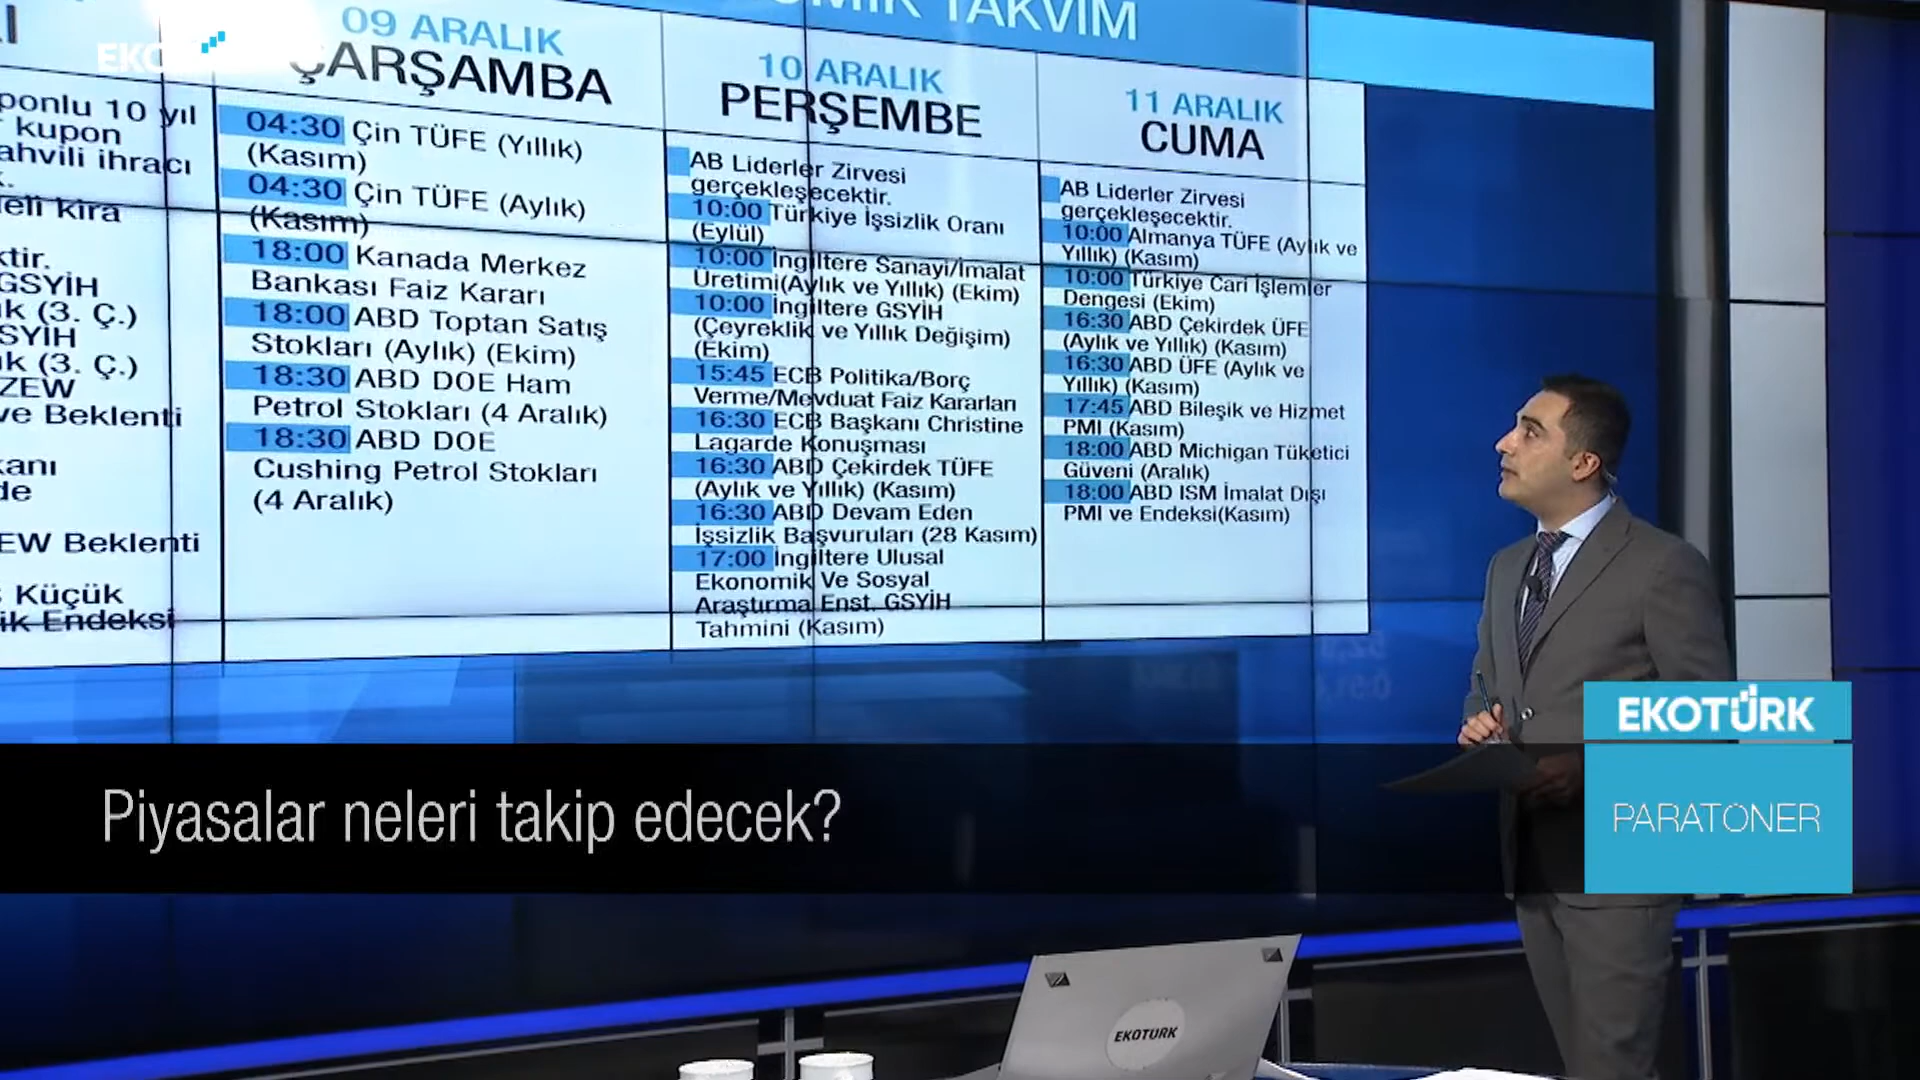 EKOT
EKONOMİK TAKVİM
ponlu 10 yıl
kupon
ahvili ihracı
kira
ktir.
GSYİH
ık (3. Ç.)
GSYİH
ık (3. Ç.)
ZEW
ve Beklenti
kanı
de
EW Beklenti
Küçük
ik Endeksi
09 ARALIK
ÇARŞAMBA
04:30 Çin TÜFE (Yıllık)
(Kasım)
04:30 Çin TÜFE (Aylık)
(Kasım)
18:00 Kanada Merkez
Bankası Faiz Kararı
18:00 ABD Toptan Satış
Stokları (Aylık) (Ekim)
18:30 ABD DOE Ham
Petrol Stokları (4 Aralık)
18:30 ABD DOE
Cushing Petrol Stokları
(4 Aralık)
10 ARALIK
PERŞEMBE
AB Liderler Zirvesi
gerçekleşecektir.
10:00 Türkiye İşsizlik Oranı
(Eylül)
10:00 İngiltere Sanayi/İmalat
Üretimi(Aylık ve Yıllık) (Ekim)
10:00 İngiltere GSYİH
(Çeyreklik ve Yıllık Değişim)
(Ekim)
15:45 ECB Politika/Borç
Verme/Mevduat Faiz Kararları
16:30 ECB Başkanı Christine
Lagarde Konuşması
16:30 ABD Çekirdek TÜFE
(Aylık ve Yıllık) (Kasım)
16:30 ABD Devam Eden
İşsizlik Başvuruları (28 Kasım)
17:00 İngiltere Ulusal
Ekonomik Ve Sosyal
Araştırma Enst. GSYİH
Tahmini (Kasım)
11 ARALIK
CUMA
AB Liderler Zirvesi
gerçekleşecektir.
10:00 Almanya TÜFE (Aylık ve
Yıllık) (Kasım)
10:00 Türkiye Cari İşlemler
Dengesi (Ekim)
16:30 ABD Çekirdek ÜFE
(Aylık ve Yıllık) (Kasım)
16:30 ABD ÜFE (Aylık ve
Yıllık) (Kasım)
17:45 ABD Bileşik ve Hizmet
PMI (Kasım)
18:00 ABD Michigan Tüketici
Güveni (Aralık)
18:00 ABD ISM İmalat Dışı
PMI ve Endeksi(Kasım)
EKOTÜRK
Piyasalar neleri takip edecek?
PARATONER
EKOTÜRK